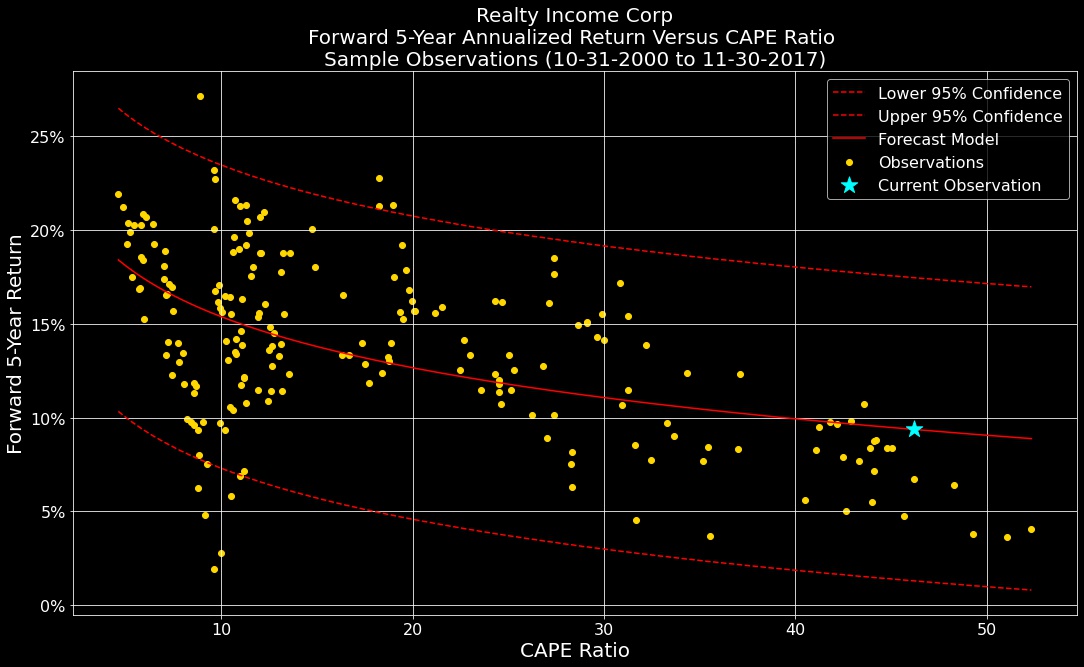 Realty Income Corp
Forward 5-Year Annualized Return Versus CAPE Ratio
Sample Observations (10-31-2000 to 11-30-2017)
Lower 95% Confidence
Upper 95% Confidence
Forecast Model
Observations
Current Observation
Forward 5-Year Return
25%
20%
15%
10%
5%
0%
10 20 30 40 50
CAPE Ratio